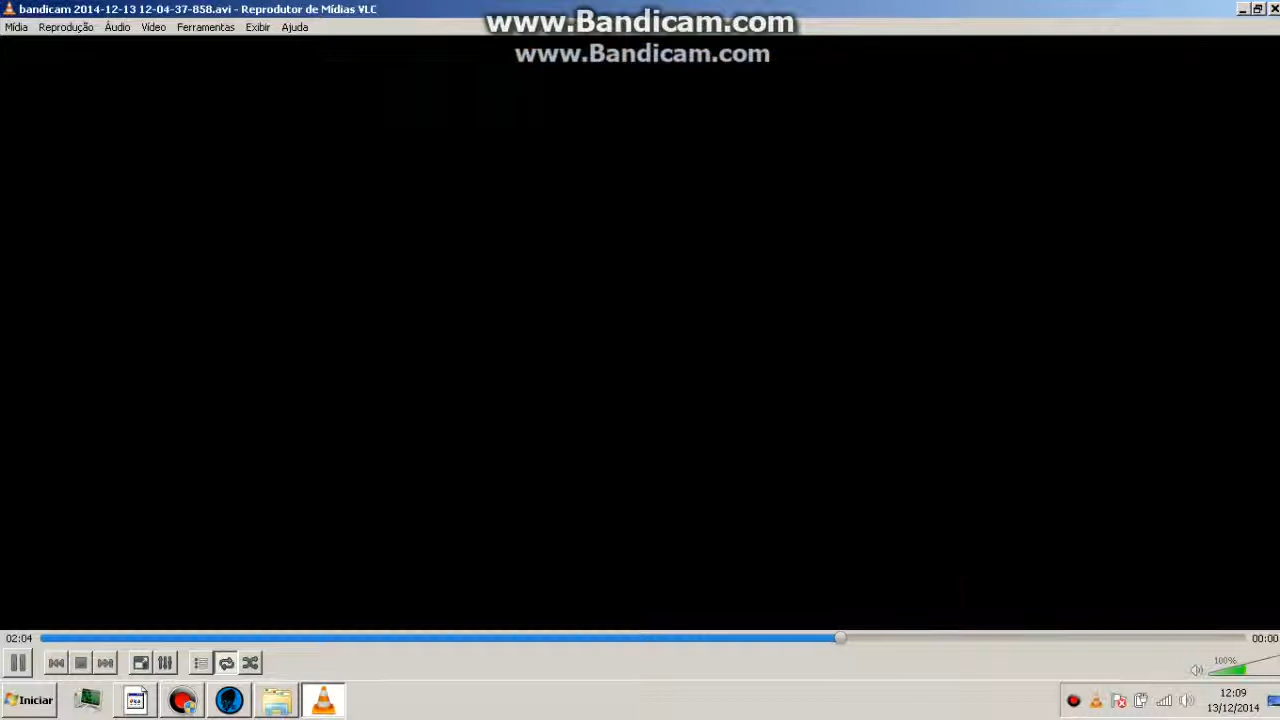 bandicam 2014-12-13 12-04-37-858.avi - Reprodutor de Mídias VLC
www.Bandicam.com
Mídia Reprodução Áudio Vídeo Ferramentas Exibir Ajuda
www.Bandicam.com
02:04
00:00
100%
Iniciar
12:09
13/12/2014